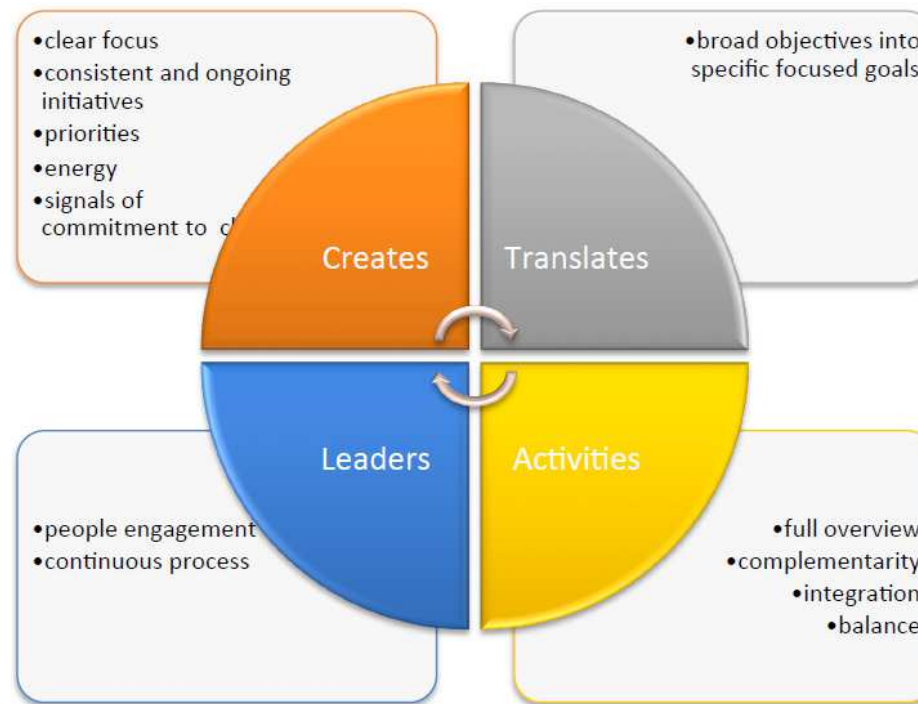 •clear focus
•consistent and ongoing
initiatives
•priorities
•energy
•signals of
commitment to
•broad objectives into
specific focused goals
Creates
Translates
Leaders
Activities
•people engagement
•continuous process
•full overview
•complementarity
•integration
•balance